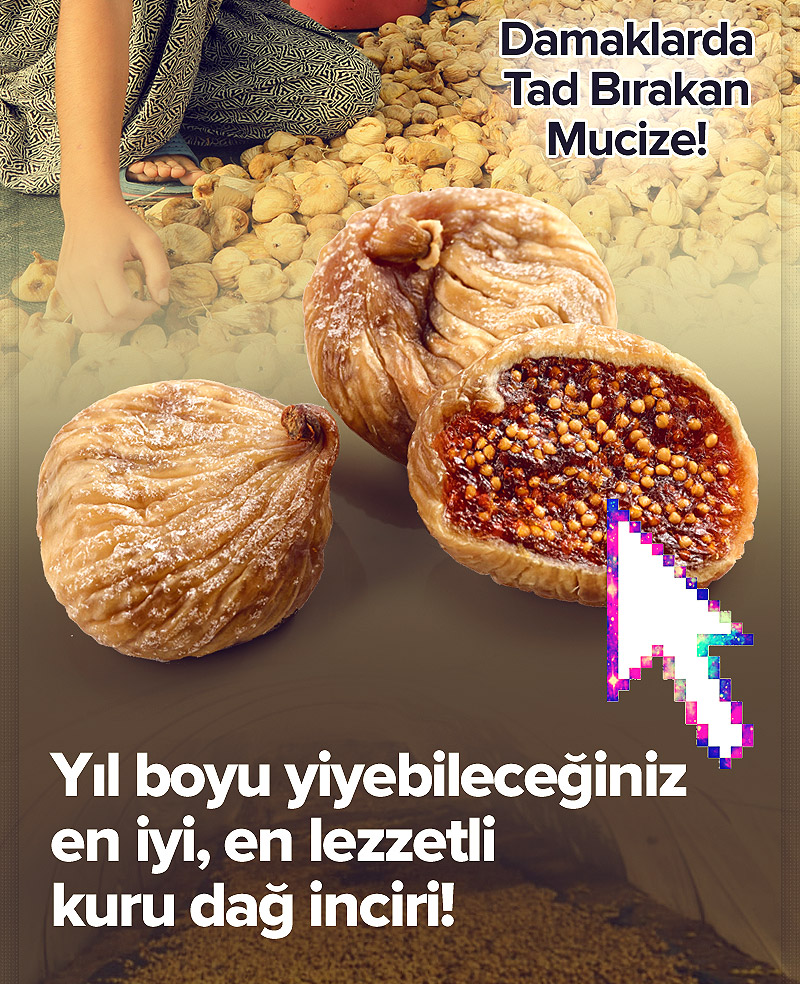 Damaklarda
Tad Bırakan
Mucize!
Yıl boyu yiyebileceğiniz
en iyi, en lezzetli
kuru dağ inciri!